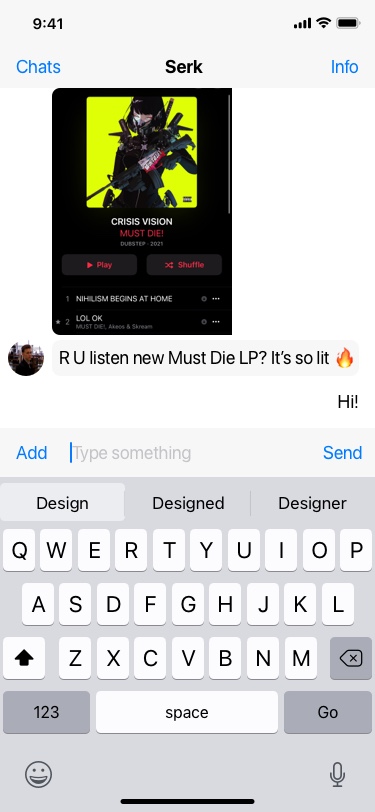 9:41
Chats Serk Info
CRISIS VISION
MUST DIE!
DUBSTEP · 2021
Play Shuffle
1 NIHILISM BEGINS AT HOME
2 LOL OK
MUST DIE!, Akeos & Skream
R U listen new Must Die LP? It’s so lit 🔥
Hi!
Add Type something Send
Design Designed Designer
Q W E R T Y U I O P
A S D F G H J K L
Z X C V B N M
123 space Go